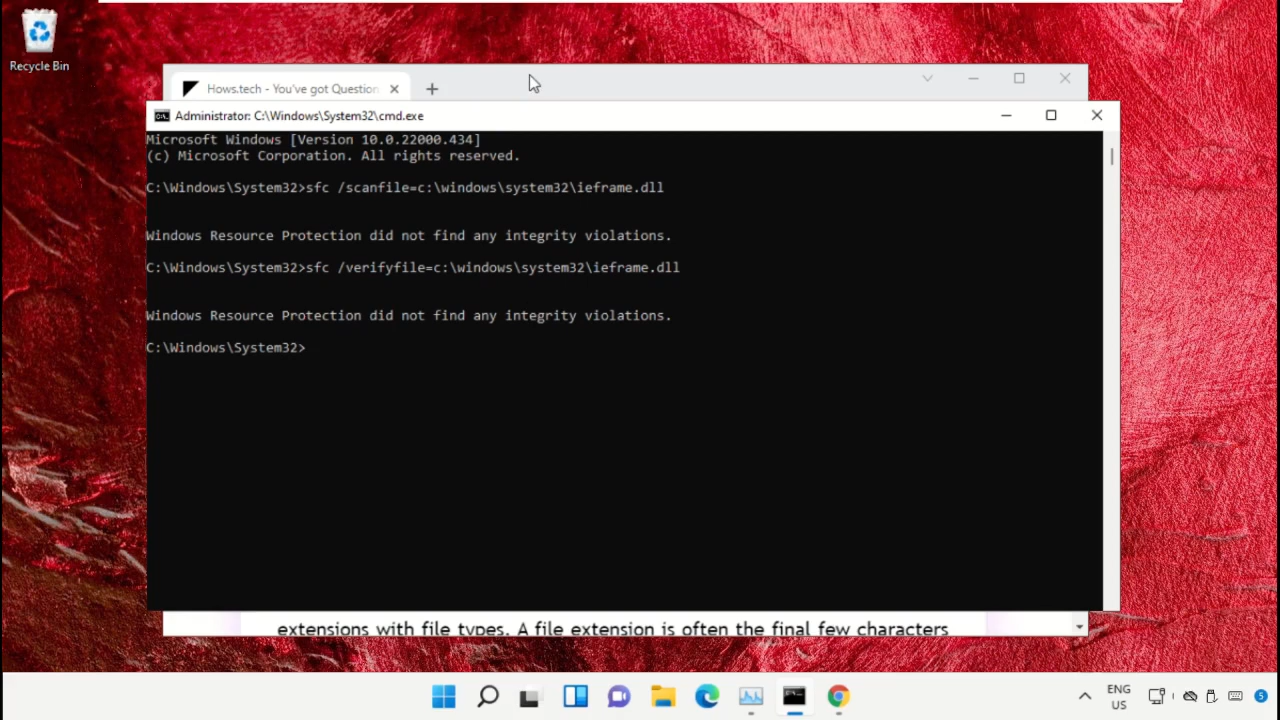 Recycle Bin
Hows.tech - You've got Question
Administrator: C:\Windows\System32\cmd.exe
Microsoft Windows [Version 10.0.22000.434]
(c) Microsoft Corporation. All rights reserved.
C:\Windows\System32>sfc /scanfile=c:\windows\system32\ieframe.dll
Windows Resource Protection did not find any integrity violations.
C:\Windows\System32>sfc /verifyfile=c:\windows\system32\ieframe.dll
Windows Resource Protection did not find any integrity violations.
C:\Windows\System32>
extensions with file types. A file extension is often the final few characters
ENG
US
5